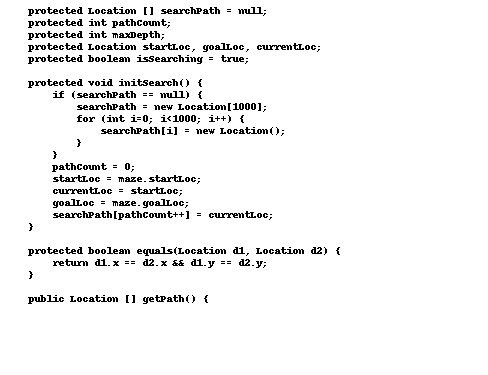 protected Location [] searchPath = null;
protected int pathCount;
protected int maxDepth;
protected Location startLoc, goalLoc, currentLoc;
protected boolean isSearching = true;

protected void initSearch() {
    if (searchPath == null) {
        searchPath = new Location[1000];
        for (int i=0; i<1000; i++) {
            searchPath[i] = new Location();
        }
    }
    pathCount = 0;
    startLoc = maze.startLoc;
    currentLoc = startLoc;
    goalLoc = maze.goalLoc;
    searchPath[pathCount++] = currentLoc;
}

protected boolean equals(Location d1, Location d2) {
    return d1.x == d2.x && d1.y == d2.y;
}

public Location [] getPath() {